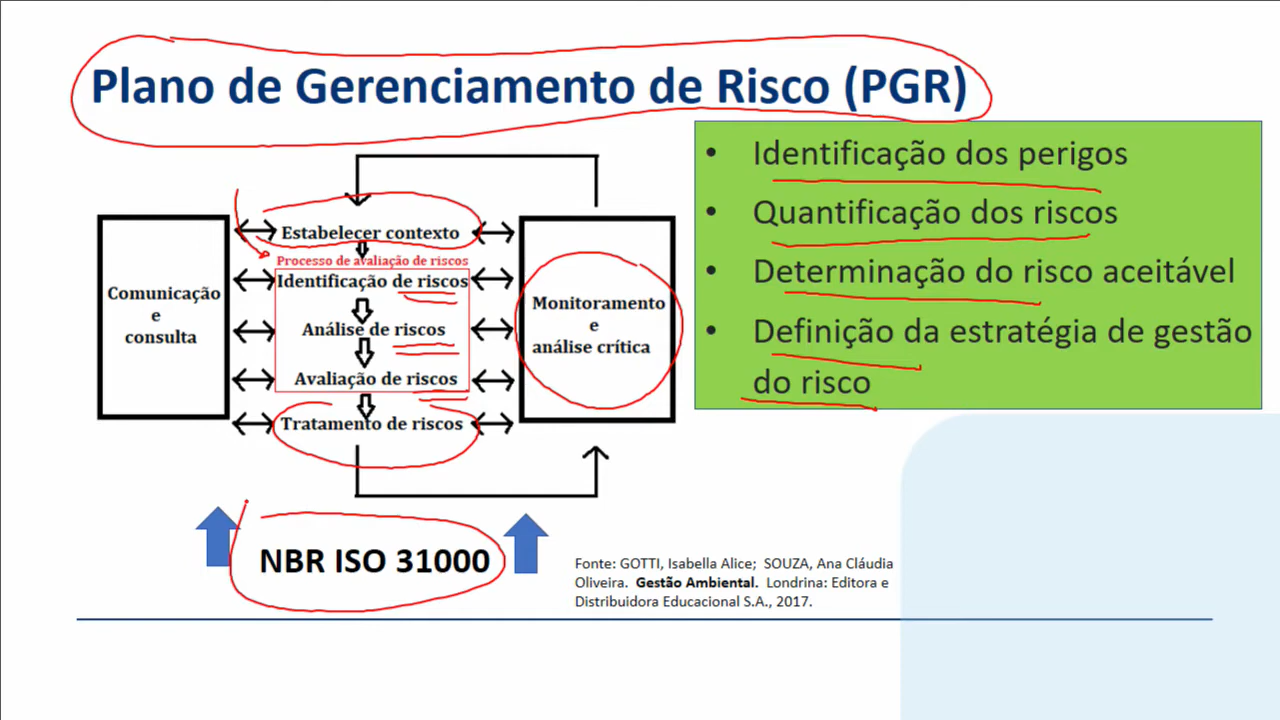 Plano de Gerenciamento de Risco (PGR)
Comunicação
e
consulta
Estabelecer contexto
Processo de avaliação de riscos
Identificação de riscos
Análise de riscos
Avaliação de riscos
Tratamento de riscos
Monitoramento
e
análise crítica
• Identificação dos perigos
• Quantificação dos riscos
• Determinação do risco aceitável
• Definição da estratégia de gestão
do risco
NBR ISO 31000
Fonte: GOTTI, Isabella Alice; SOUZA, Ana Cláudia
Oliveira. Gestão Ambiental. Londrina: Editora e
Distribuidora Educacional S.A., 2017.